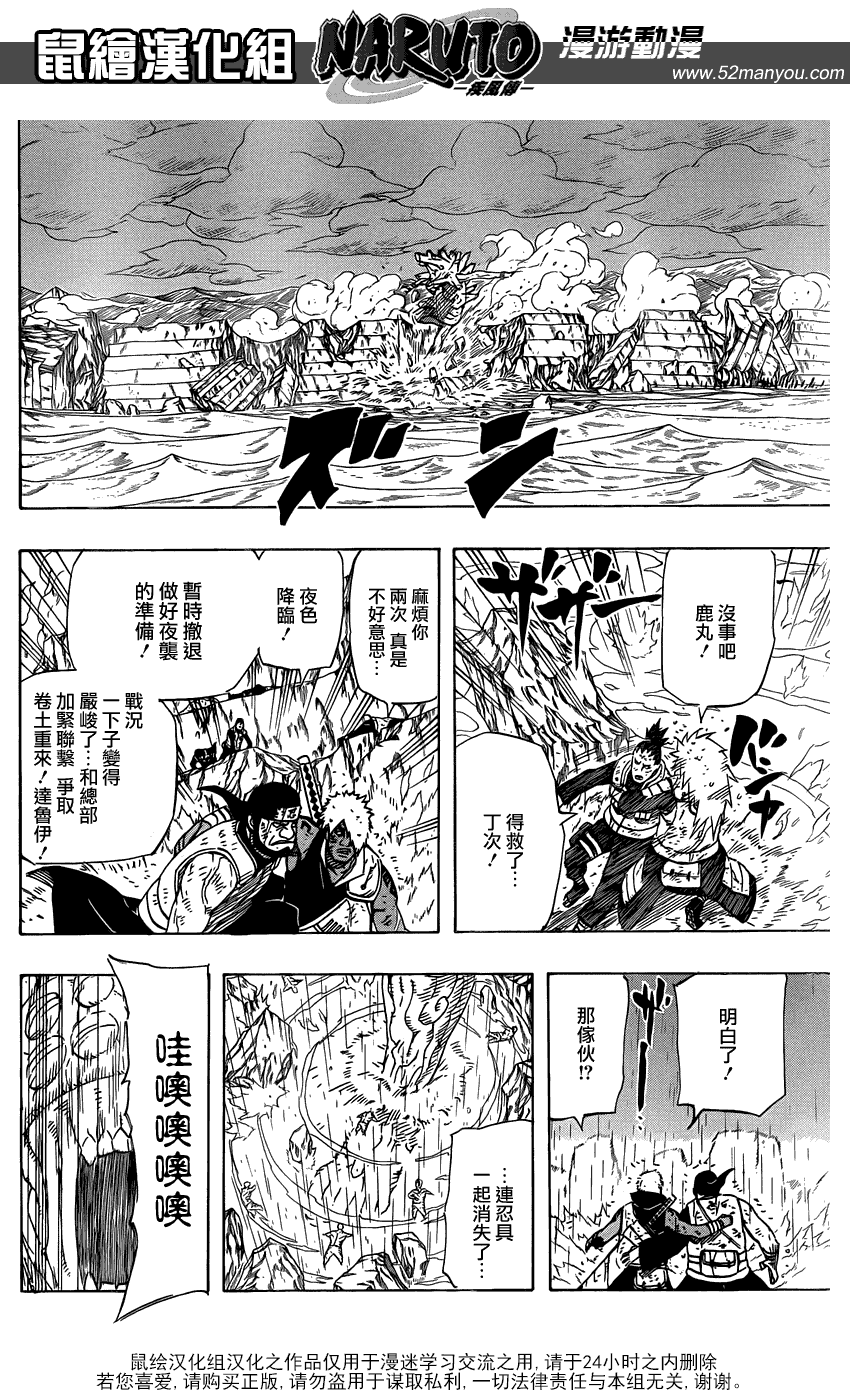 鼠繪漢化組
NARUTO
疾風傳
漫游動漫
www.52manyou.com
ズン
ザザーー
沒事吧
鹿丸！
ドドドッ
得救了…
丁次！
麻煩你
兩次 真是
不好意思…
夜色
降臨！
暫時撤退
做好夜襲
的準備！
戰況
一下子變得
嚴峻了…和總部
加緊聯繫 爭取
卷土重來！達魯伊！
明白了！
ザー
那傢伙!?
…連忍具
一起消失了…
哇噢噢噢噢
鼠绘汉化组汉化之作品仅用于漫迷学习交流之用,请于24小时之内删除
若您喜爱,请购买正版,请勿盗用于谋取私利,一切法律责任与本组无关,谢谢。